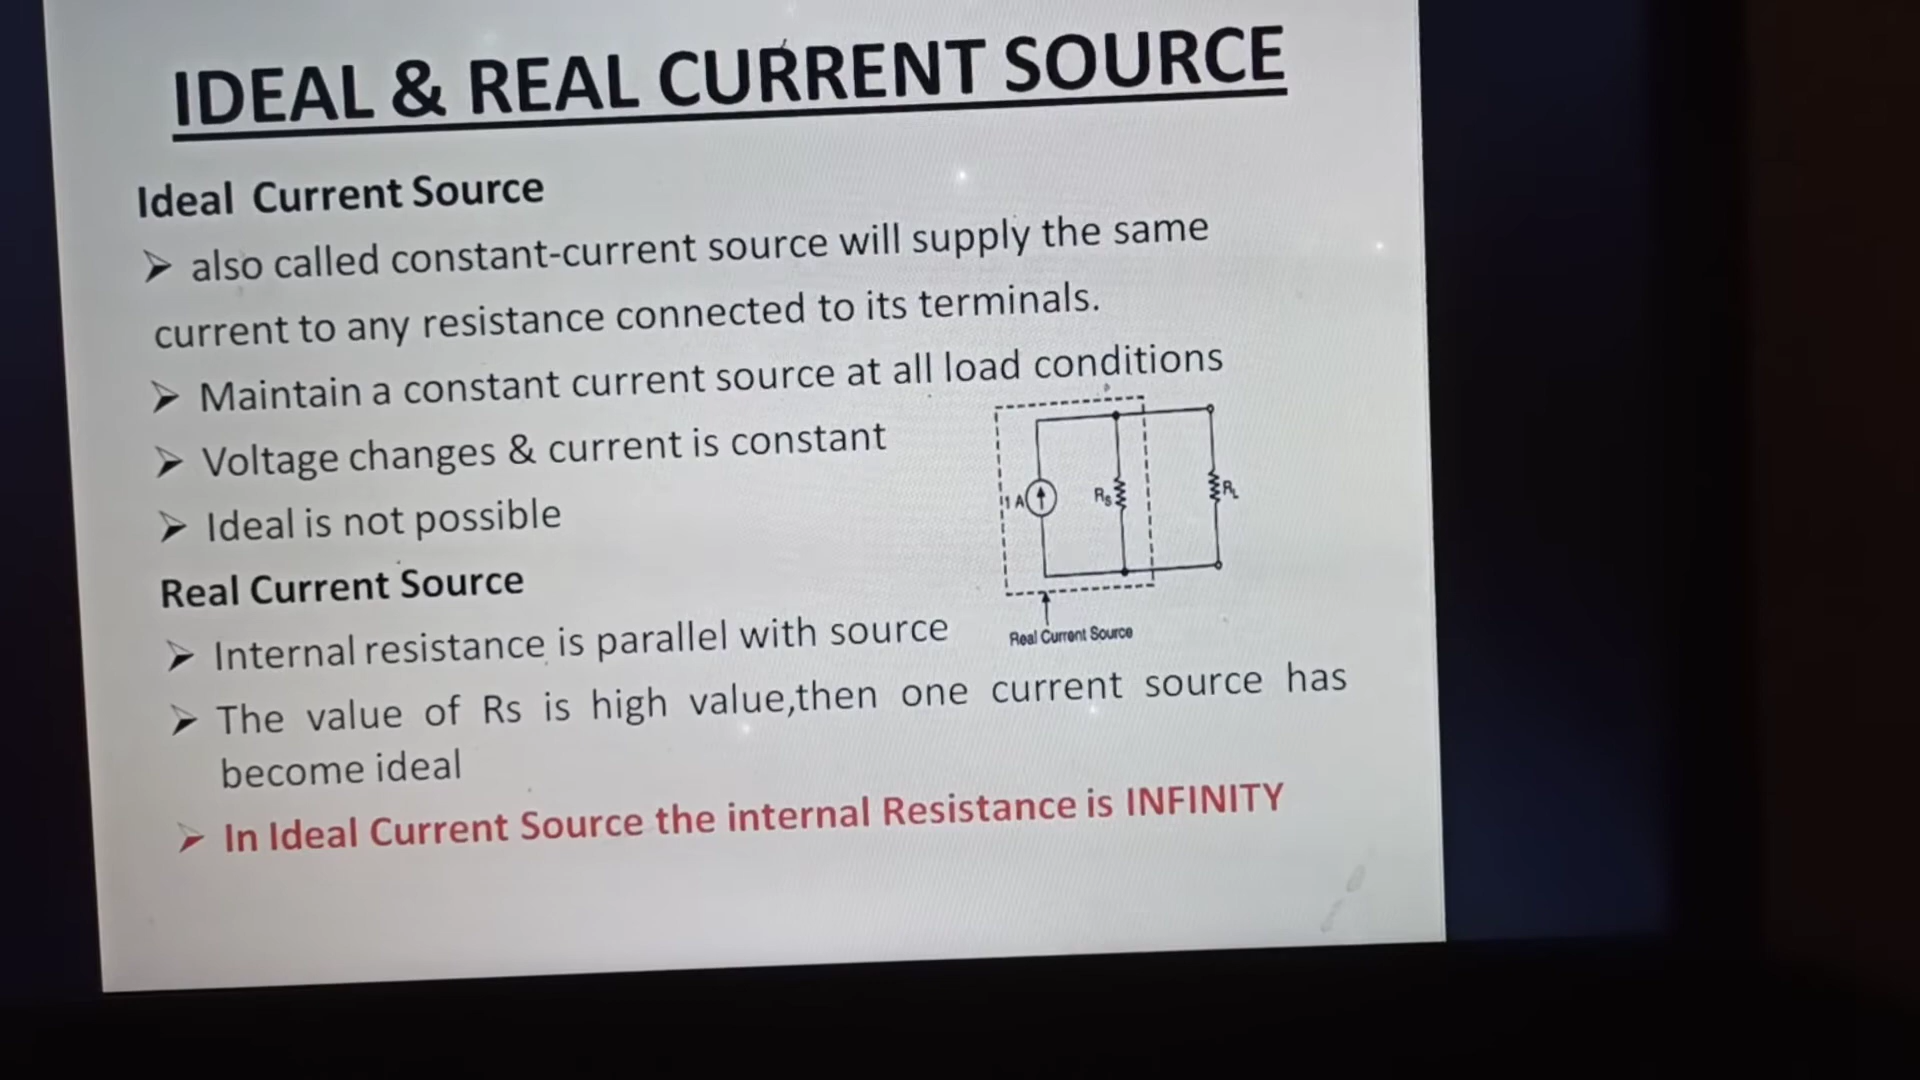 IDEAL & REAL CURRENT SOURCE
Ideal Current Source
➢ also called constant-current source will supply the same
current to any resistance connected to its terminals.
➢ Maintain a constant current source at all load conditions
➢ Voltage changes & current is constant
➢ Ideal is not possible
1 A
Rs
RL
Real Current Source
Real Current Source
➢ Internal resistance is parallel with source
➢ The value of Rs is high value,then one current source has
become ideal
➢ In Ideal Current Source the internal Resistance is INFINITY